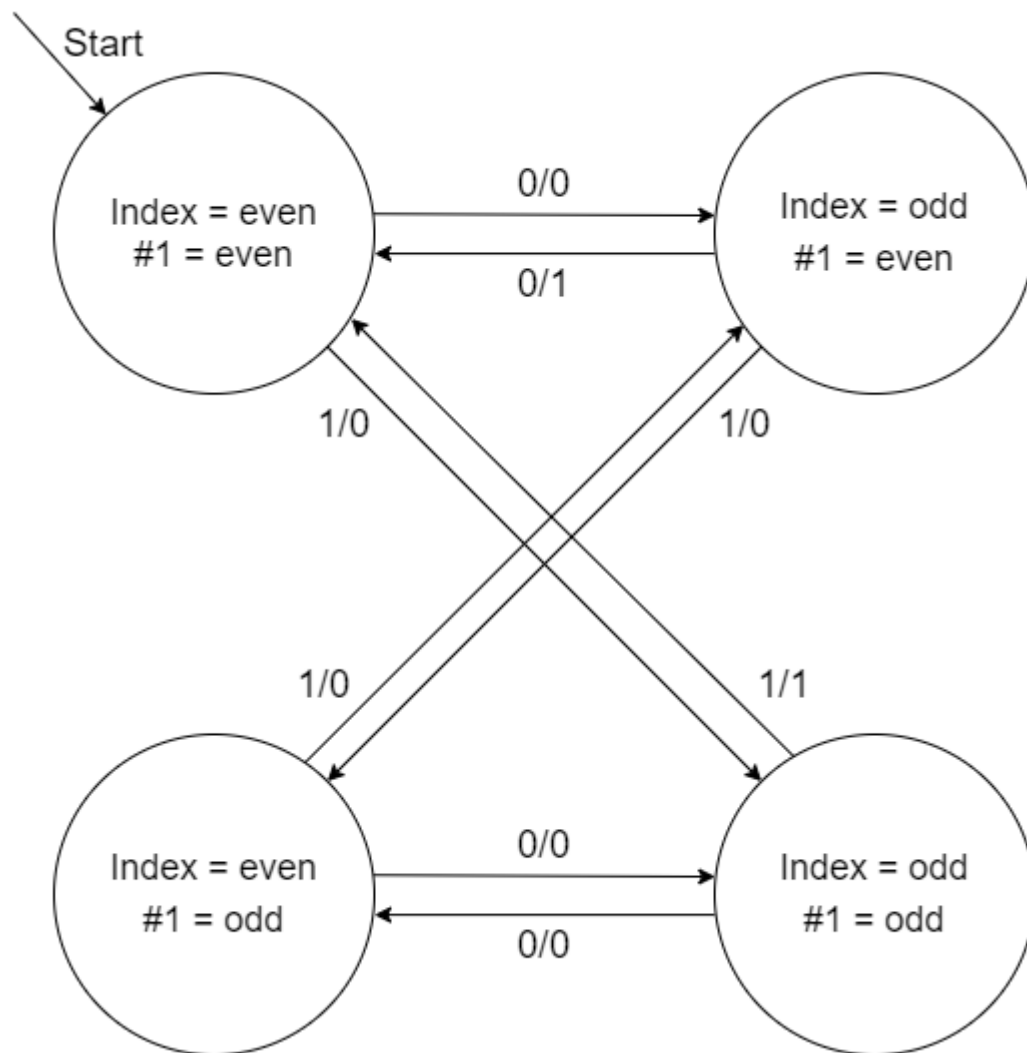 Start
Index = even
#1 = even
0/0
0/1
Index = odd
#1 = even
1/0
1/0
1/0
1/1
Index = even
#1 = odd
0/0
0/0
Index = odd
#1 = odd